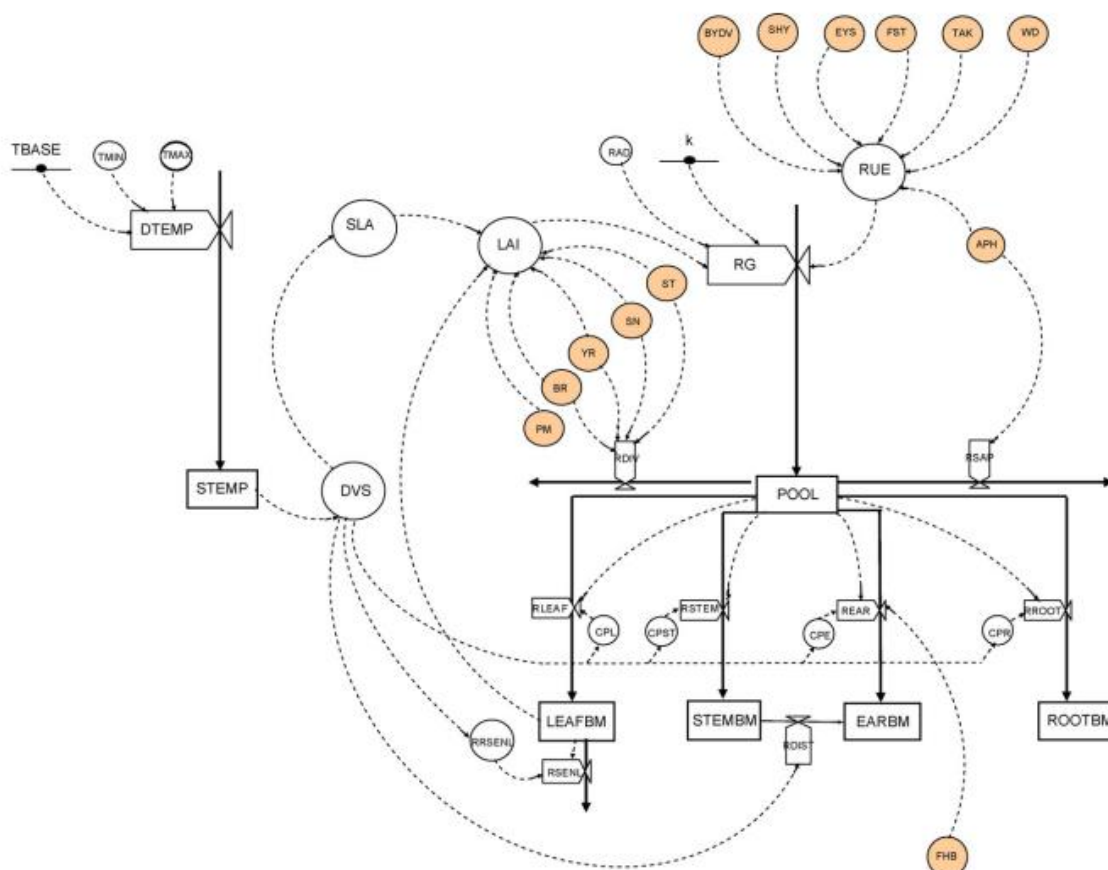 BYDV
SHY
EYS
FST
TAK
WD
TBASE
TMIN
TMAX
RAD
k
RUE
DTEMP
SLA
LAI
RG
APH
ST
SN
YR
BR
PM
RDIV
RSAP
STEMP
DVS
POOL
RLEAF
CPL
CPST
RSTEM
CPE
REAR
CPR
RROOT
LEAFBM
STEMBM
EARBM
ROOTBM
RRSENL
RSENL
RDIST
FHB